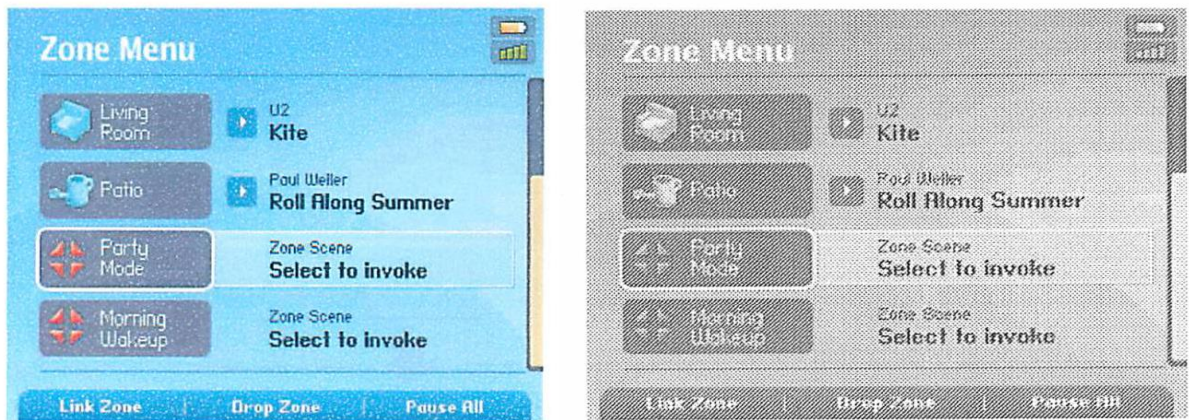 Zone Menu
Living
Room
U2
Kite
Patio
Paul Weller
Roll Along Summer
Party
Mode
Zone Scene
Select to invoke
Morning
Wakeup
Zone Scene
Select to invoke
Link Zone
Drop Zone
Pause All
Zone Menu
Living
Room
U2
Kite
Patio
Paul Weller
Roll Along Summer
Party
Mode
Zone Scene
Select to invoke
Morning
Wakeup
Zone Scene
Select to invoke
Link Zone
Drop Zone
Pause All